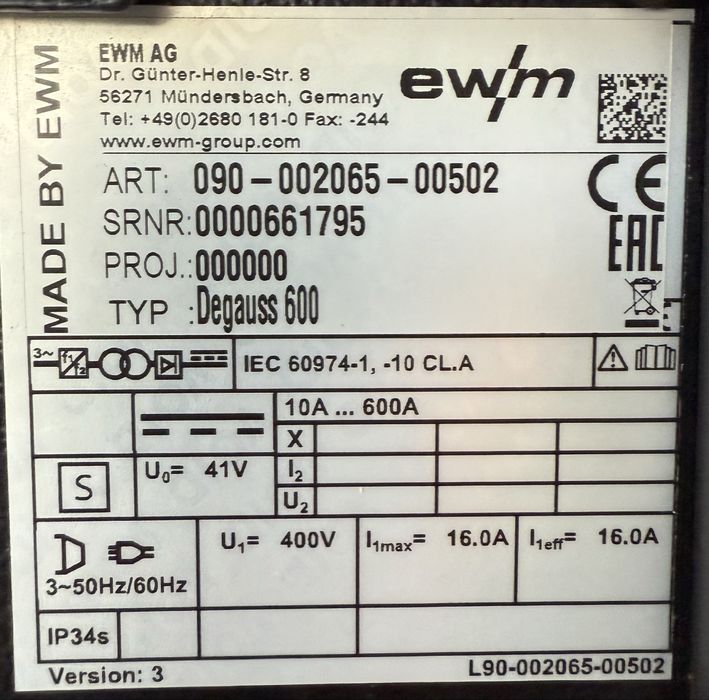 MADE BY EWM
EWM AG
Dr. Günter-Henle-Str. 8
56271 Mündersbach, Germany
Tel: +49(0)2680 181-0 Fax: -244
www.ewm-group.com
ewm
ART: 090-002065-00502
SRNR:0000661795
PROJ.:000000
TYP :Degauss 600
CE
EAC
3~ f1 f2
IEC 60974-1, -10 CL.A
10A ... 600A
X
S
U0= 41V
I2
U2
U1= 400V
I1max= 16.0A
I1eff= 16.0A
3~50Hz/60Hz
IP34s
Version: 3
L90-002065-00502